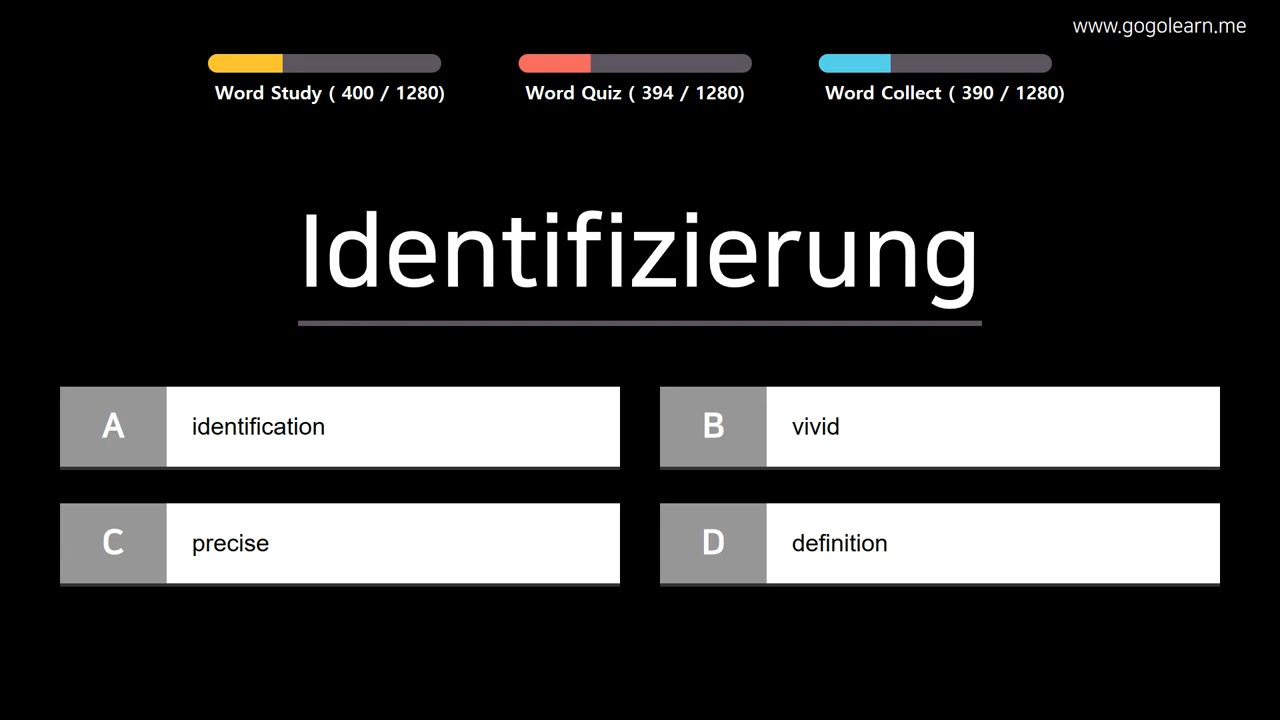 www.gogolearn.me
Word Study ( 400 / 1280)
Word Quiz ( 394 / 1280)
Word Collect ( 390 / 1280)
Identifizierung
A identification
B vivid
C precise
D definition